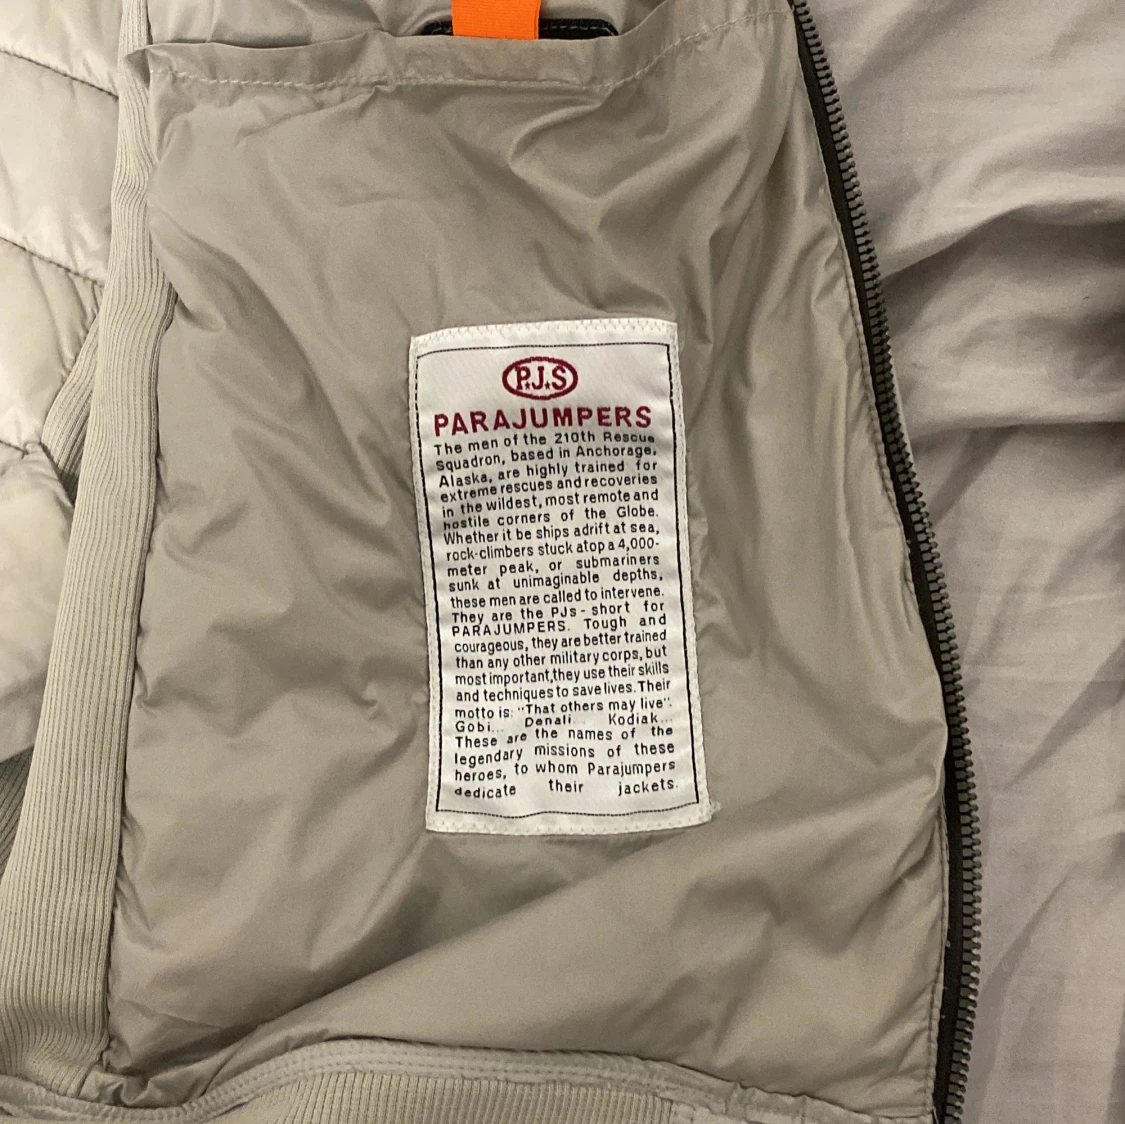 P.J.S
PARAJUMPERS
The men of the 210th Rescue
Squadron, based in Anchorage,
Alaska, are highly trained for
extreme rescues and recoveries
in the wildest, most remote and
hostile corners of the Globe.
Whether it be ships adrift at sea,
rock-climbers stuck atop a 4,000-
meter peak, or submariners
sunk at unimaginable depths,
these men are called to intervene.
They are the PJs - short for
PARAJUMPERS. Tough and
courageous, they are better trained
than any other military corps, but
most important,they use their skills
and techniques to save lives. Their
motto is: "That others may live".
Gobi... Denali... Kodiak...
These are the names of the
legendary missions of these
heroes, to whom Parajumpers
dedicate their jackets.